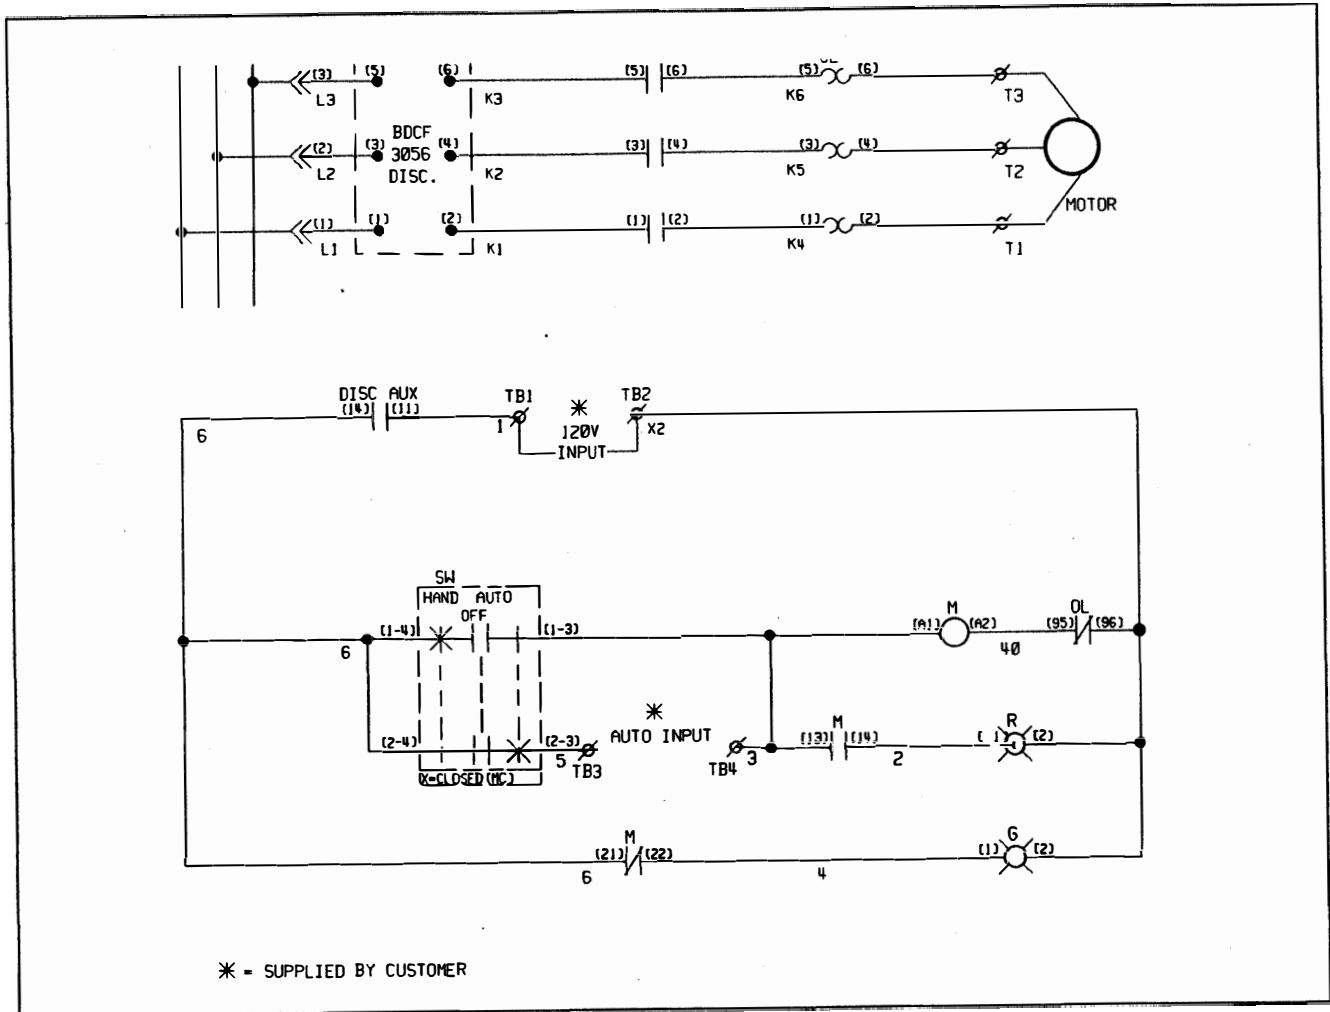 (3) (5) (6) (5) (6) (5) (6)
L3 K3 K6 T3
BDCF
(2) (3) 3056 (4) (3) (4) (3) (4)
L2 DISC. K2 K5 T2
MOTOR
(1) (1) (2) (1) (2) (1) (2)
L1 K1 K4 T1
DISC AUX TB1 TB2
(14) (11)
6 1 120V X2
INPUT
SW
HAND AUTO M OL
OFF
(1-4) (1-3) (A1) (A2) (95) (96)
6 40
M R
AUTO INPUT
(2-4) (2-3) (13) (14) (2)
5 TB3 TB4 3 2
X=CLOSED (MC)
M G
(21) (22) (1) (2)
6 4
* = SUPPLIED BY CUSTOMER